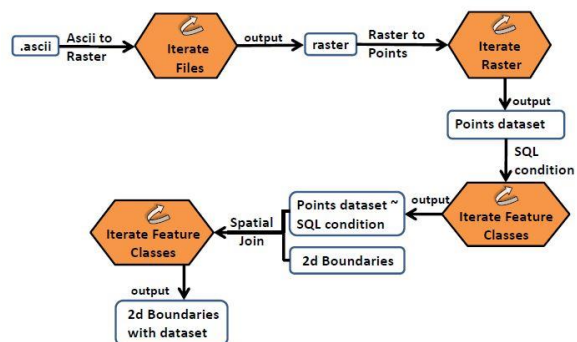 .ascii
Ascii to
Raster
Iterate
Files
output
raster
Raster to
Points
Iterate
Raster
output
Points dataset
SQL
condition
Iterate Feature
Classes
output
Points dataset ~
SQL condition
2d Boundaries
Spatial
Join
Iterate Feature
Classes
output
2d Boundaries
with dataset